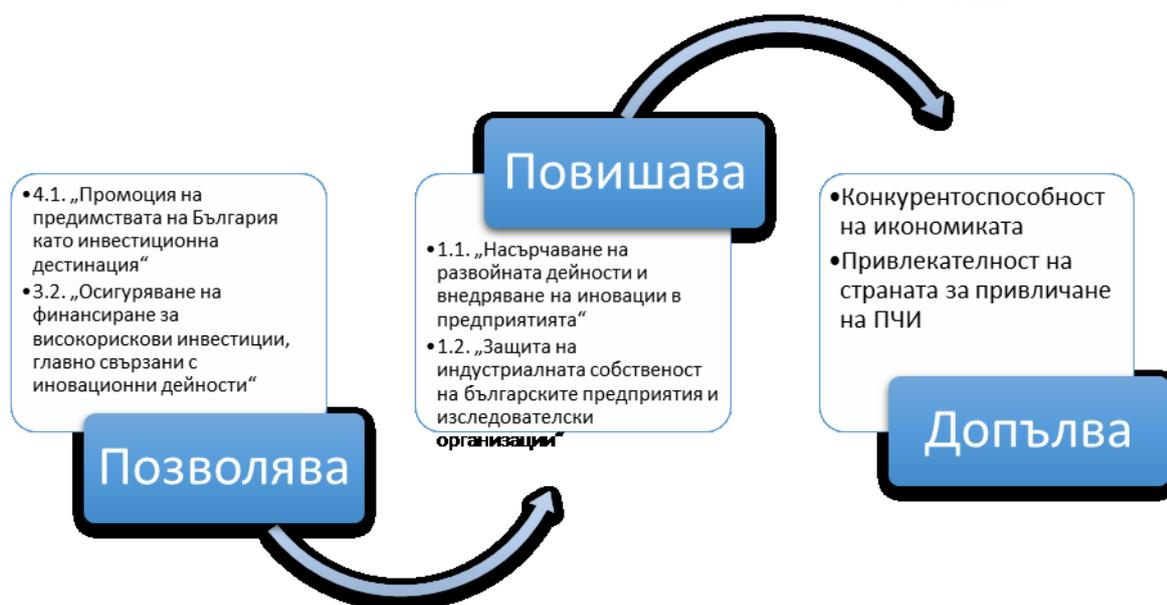 •4.1. „Промоция на
предимствата на България
като инвестиционна
дестинация“
•3.2. „Осигуряване на
финансиране за
високорискови инвестиции,
главно свързани с
иновационни дейности“
Позволява
Повишава
•1.1. „Насърчаване на
развойната дейности и
внедряване на иновации в
предприятията“
•1.2. „Защита на
индустриалната собственост
на българските предприятия и
изследователски
организации“
•Конкурентоспособност
на икономиката
•Привлекателност на
страната за привличане
на ПЧИ
Допълва